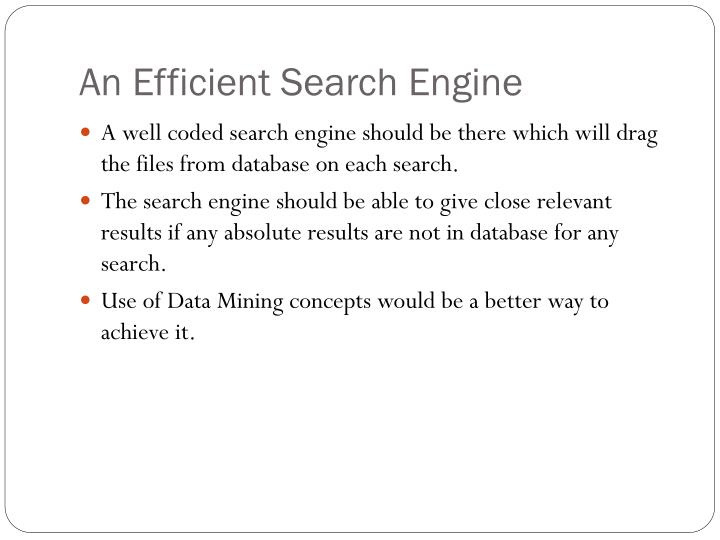 An Efficient Search Engine
A well coded search engine should be there which will drag
the files from database on each search.
The search engine should be able to give close relevant
results if any absolute results are not in database for any
search.
Use of Data Mining concepts would be a better way to
achieve it.